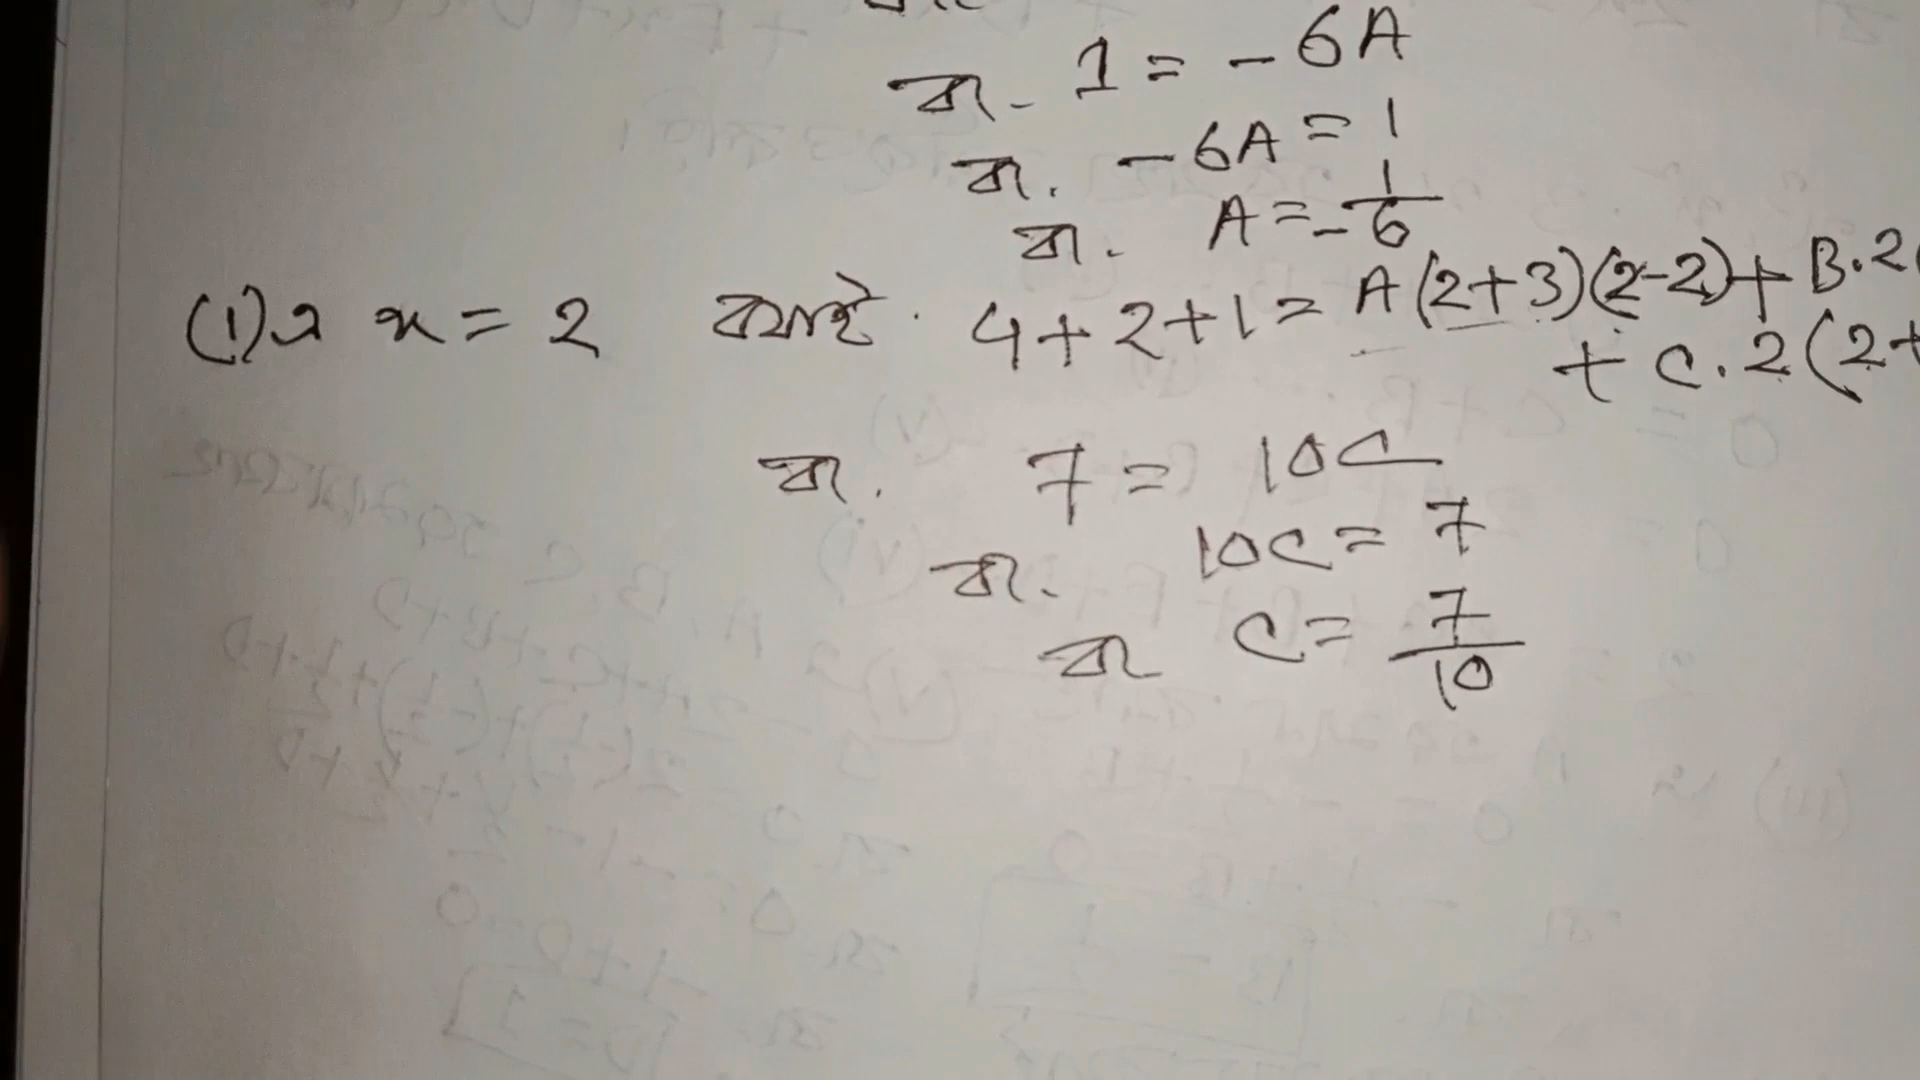 বা. 1 = - 6A
বা. - 6A = 1
বা. A = - 1/6
(1) এ x = 2 বসাই. 4+2+1 = A(2+3)(2-2)+ B.2(
+ C.2(2+
বা. 7 = 10C
বা. 10C = 7
বা C = 7/10